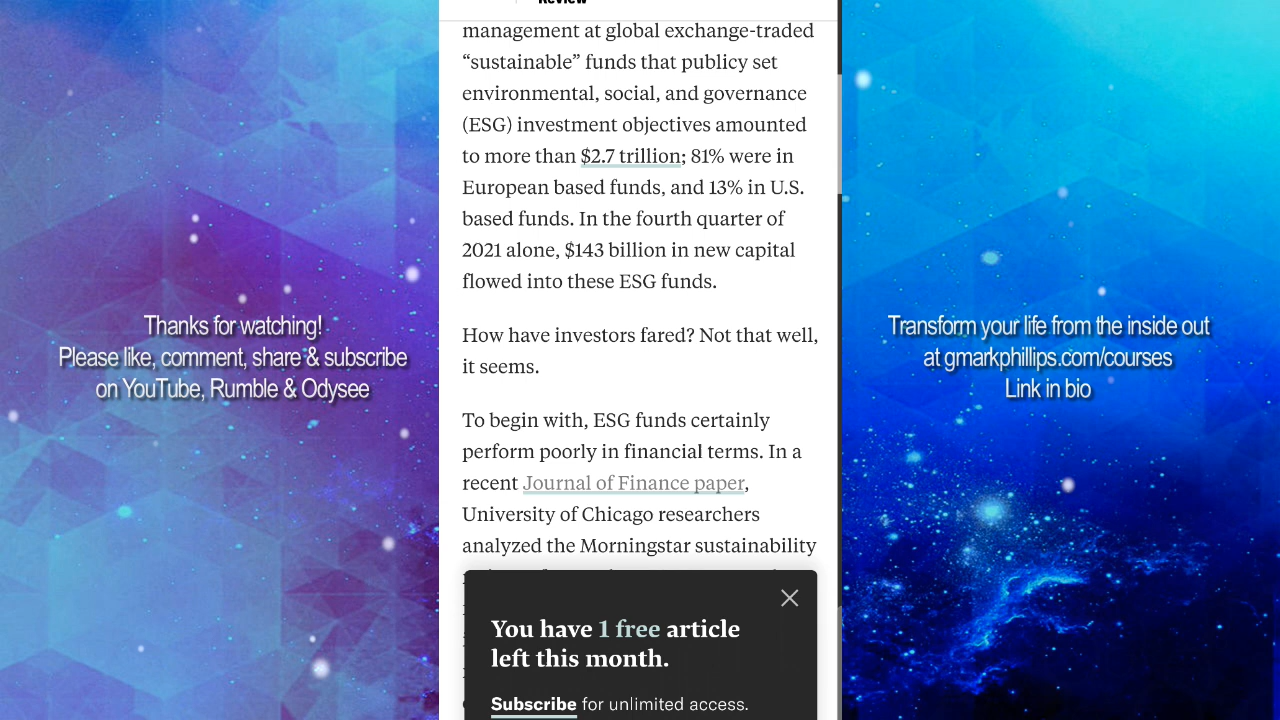 Review
management at global exchange-traded
“sustainable” funds that publicy set
environmental, social, and governance
(ESG) investment objectives amounted
to more than $2.7 trillion; 81% were in
European based funds, and 13% in U.S.
based funds. In the fourth quarter of
2021 alone, $143 billion in new capital
flowed into these ESG funds.
How have investors fared? Not that well,
it seems.
To begin with, ESG funds certainly
perform poorly in financial terms. In a
recent Journal of Finance paper,
University of Chicago researchers
analyzed the Morningstar sustainability
You have 1 free article
left this month.
Subscribe for unlimited access.
Thanks for watching!
Please like, comment, share & subscribe
on YouTube, Rumble & Odysee
Transform your life from the inside out
at gmarkphillips.com/courses
Link in bio